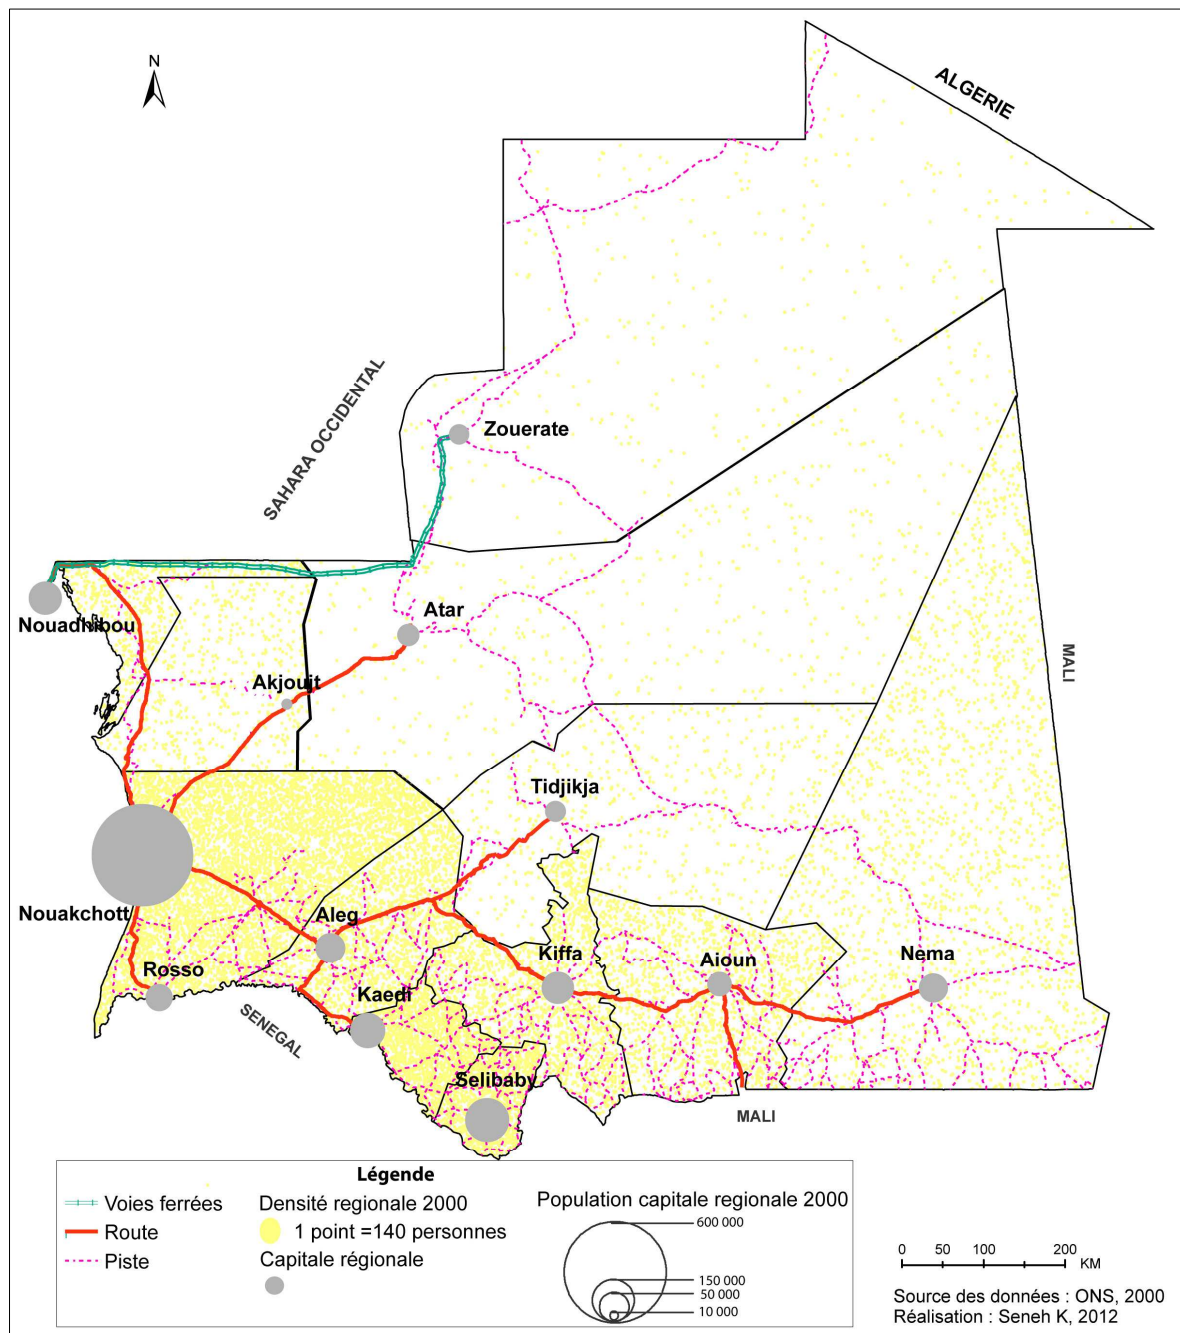 N
ALGERIE
SAHARA OCCIDENTAL
Zouerate
Nouadhibou
Atar
Akjoujt
MALI
Tidjikja
Nouakchott
Aleg
Kiffa
Aioun
Nema
Rosso
Kaedi
SENEGAL
Selibaby
MALI
Légende
Voies ferrées
Route
Piste
Densité regionale 2000
1 point =140 personnes
Capitale régionale
Population capitale regionale 2000
600 000
150 000
50 000
10 000
0 50 100 200
KM
Source des données : ONS, 2000
Réalisation : Seneh K, 2012